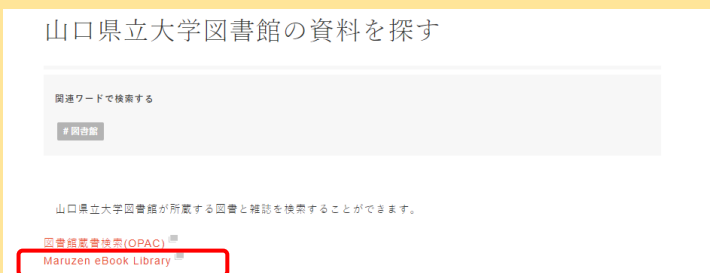 山口県立大学図書館の資料を探す
関連ワードで検索する
#図書館
山口県立大学図書館が所蔵する図書と雑誌を検索することができます。
図書館蔵書検索(OPAC)
Maruzen eBook Library